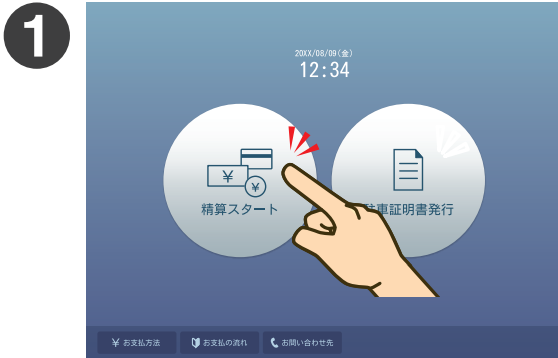 1
20XX/08/09(金)
12:34
精算スタート
駐車証明書発行
¥ お支払方法
お支払の流れ
お問い合わせ先